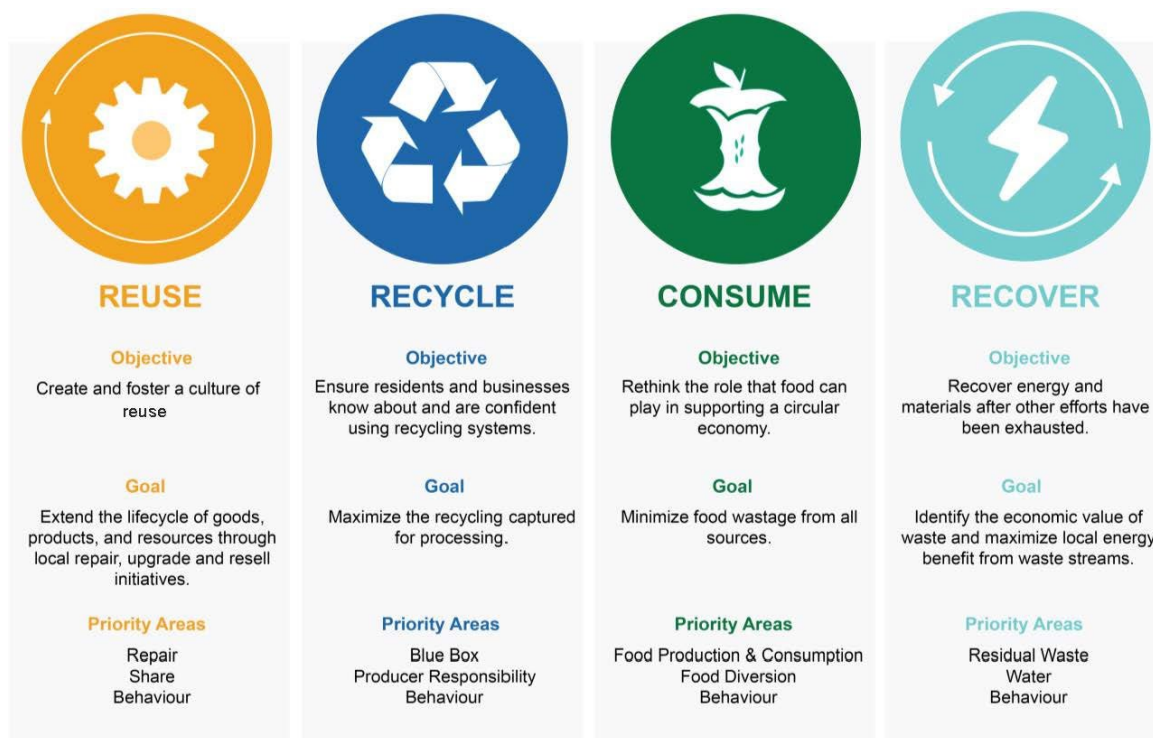 REUSE
Objective
Create and foster a culture of
reuse
Goal
Extend the lifecycle of goods,
products, and resources through
local repair, upgrade and resell
initiatives.
Priority Areas
Repair
Share
Behaviour
RECYCLE
Objective
Ensure residents and businesses
know about and are confident
using recycling systems.
Goal
Maximize the recycling captured
for processing.
Priority Areas
Blue Box
Producer Responsibility
Behaviour
CONSUME
Objective
Rethink the role that food can
play in supporting a circular
economy.
Goal
Minimize food wastage from all
sources.
Priority Areas
Food Production & Consumption
Food Diversion
Behaviour
RECOVER
Objective
Recover energy and
materials after other efforts have
been exhausted.
Goal
Identify the economic value of
waste and maximize local energy
benefit from waste streams.
Priority Areas
Residual Waste
Water
Behaviour